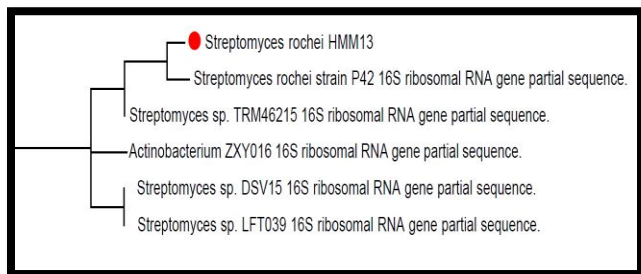 Streptomyces rochei HMM13
Streptomyces rochei strain P42 16S ribosomal RNA gene partial sequence.
Streptomyces sp. TRM46215 16S ribosomal RNA gene partial sequence.
Actinobacterium ZXY016 16S ribosomal RNA gene partial sequence.
Streptomyces sp. DSV15 16S ribosomal RNA gene partial sequence.
Streptomyces sp. LFT039 16S ribosomal RNA gene partial sequence.